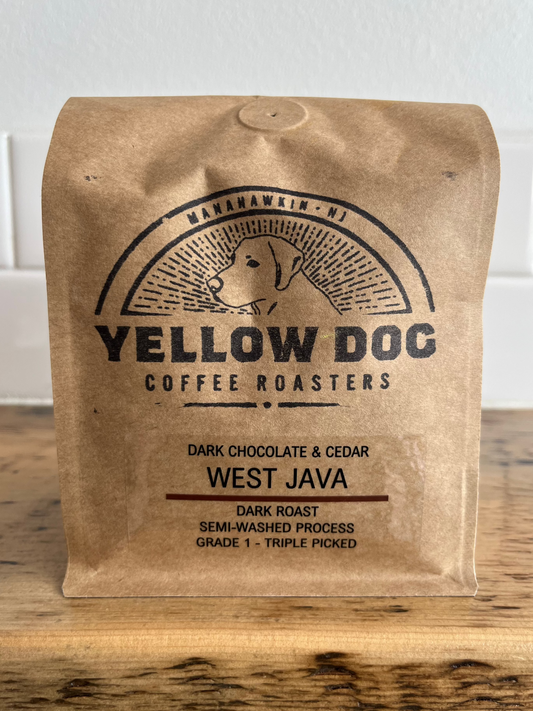 MANAHAWKIN - NJ
YELLOW DOG
COFFEE ROASTERS
DARK CHOCOLATE & CEDAR
WEST JAVA
DARK ROAST
SEMI-WASHED PROCESS
GRADE 1 - TRIPLE PICKED